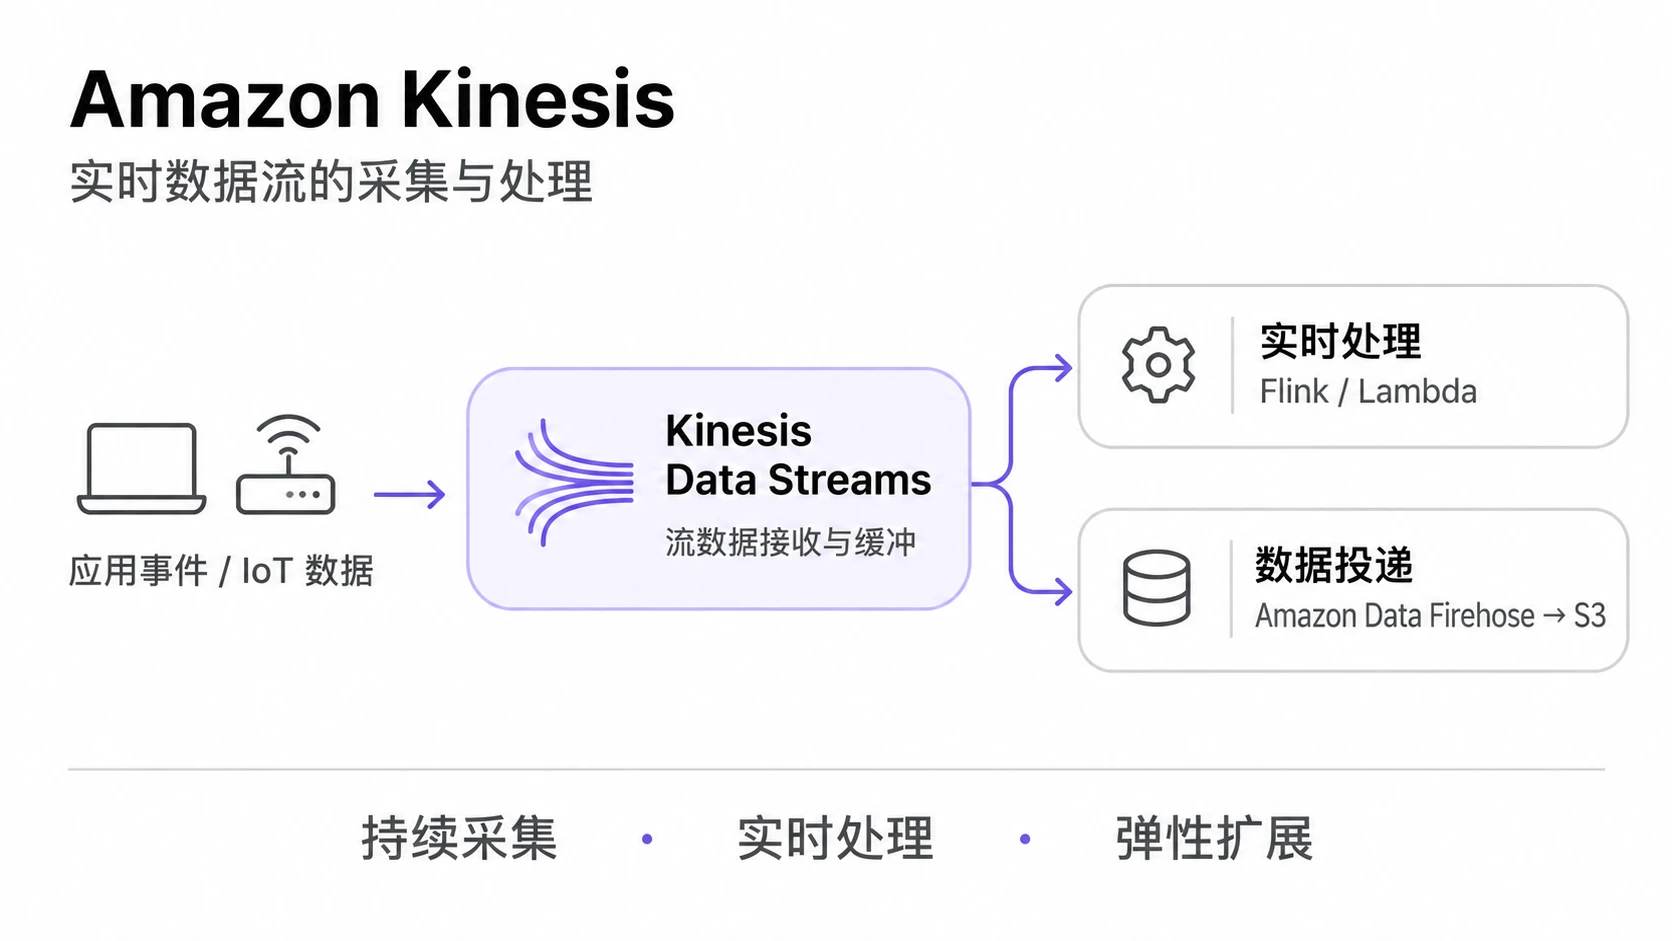 Amazon Kinesis
实时数据流的采集与处理
应用事件 / IoT 数据
Kinesis
Data Streams
流数据接收与缓冲
实时处理
Flink / Lambda
数据投递
Amazon Data Firehose → S3
持续采集 • 实时处理 • 弹性扩展